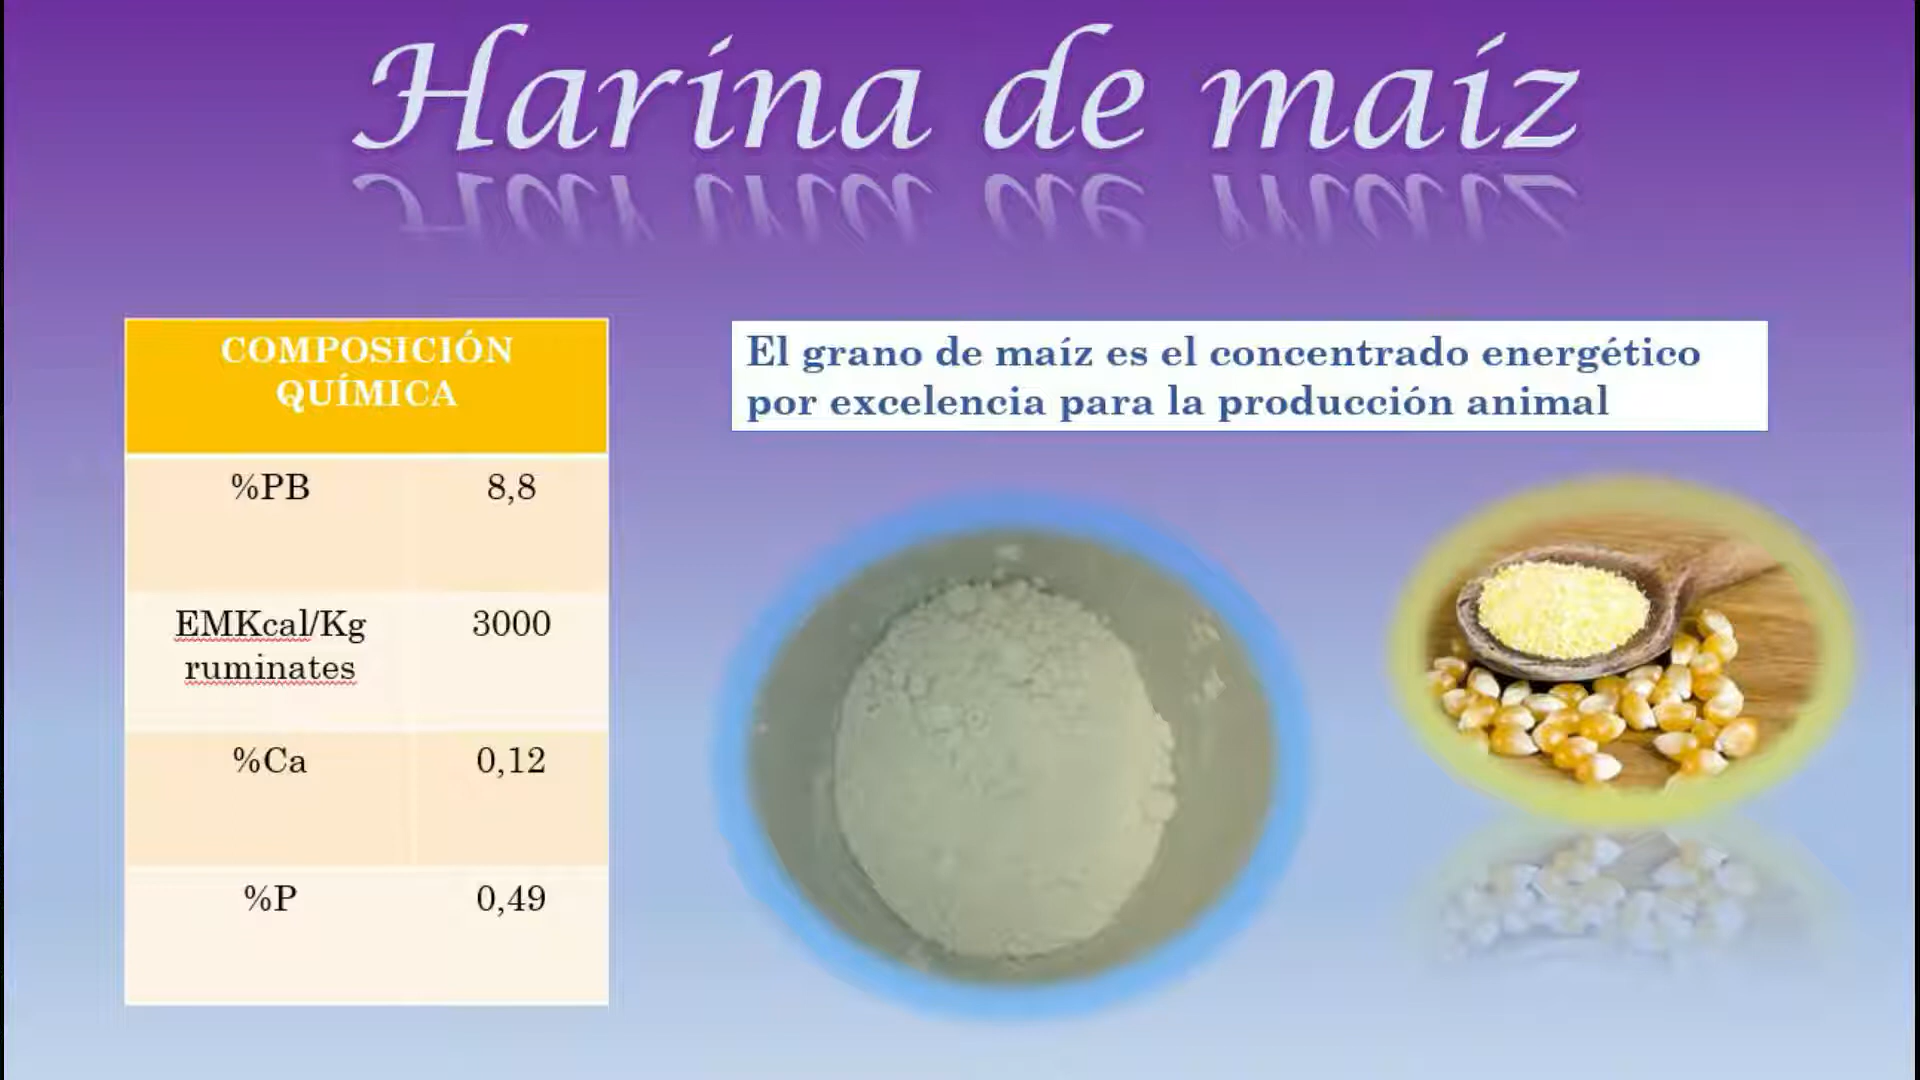 Harina de maíz
COMPOSICIÓN
QUÍMICA
%PB 8,8
EMKcal/Kg 3000
ruminates
%Ca 0,12
%P 0,49
El grano de maíz es el concentrado energético
por excelencia para la producción animal